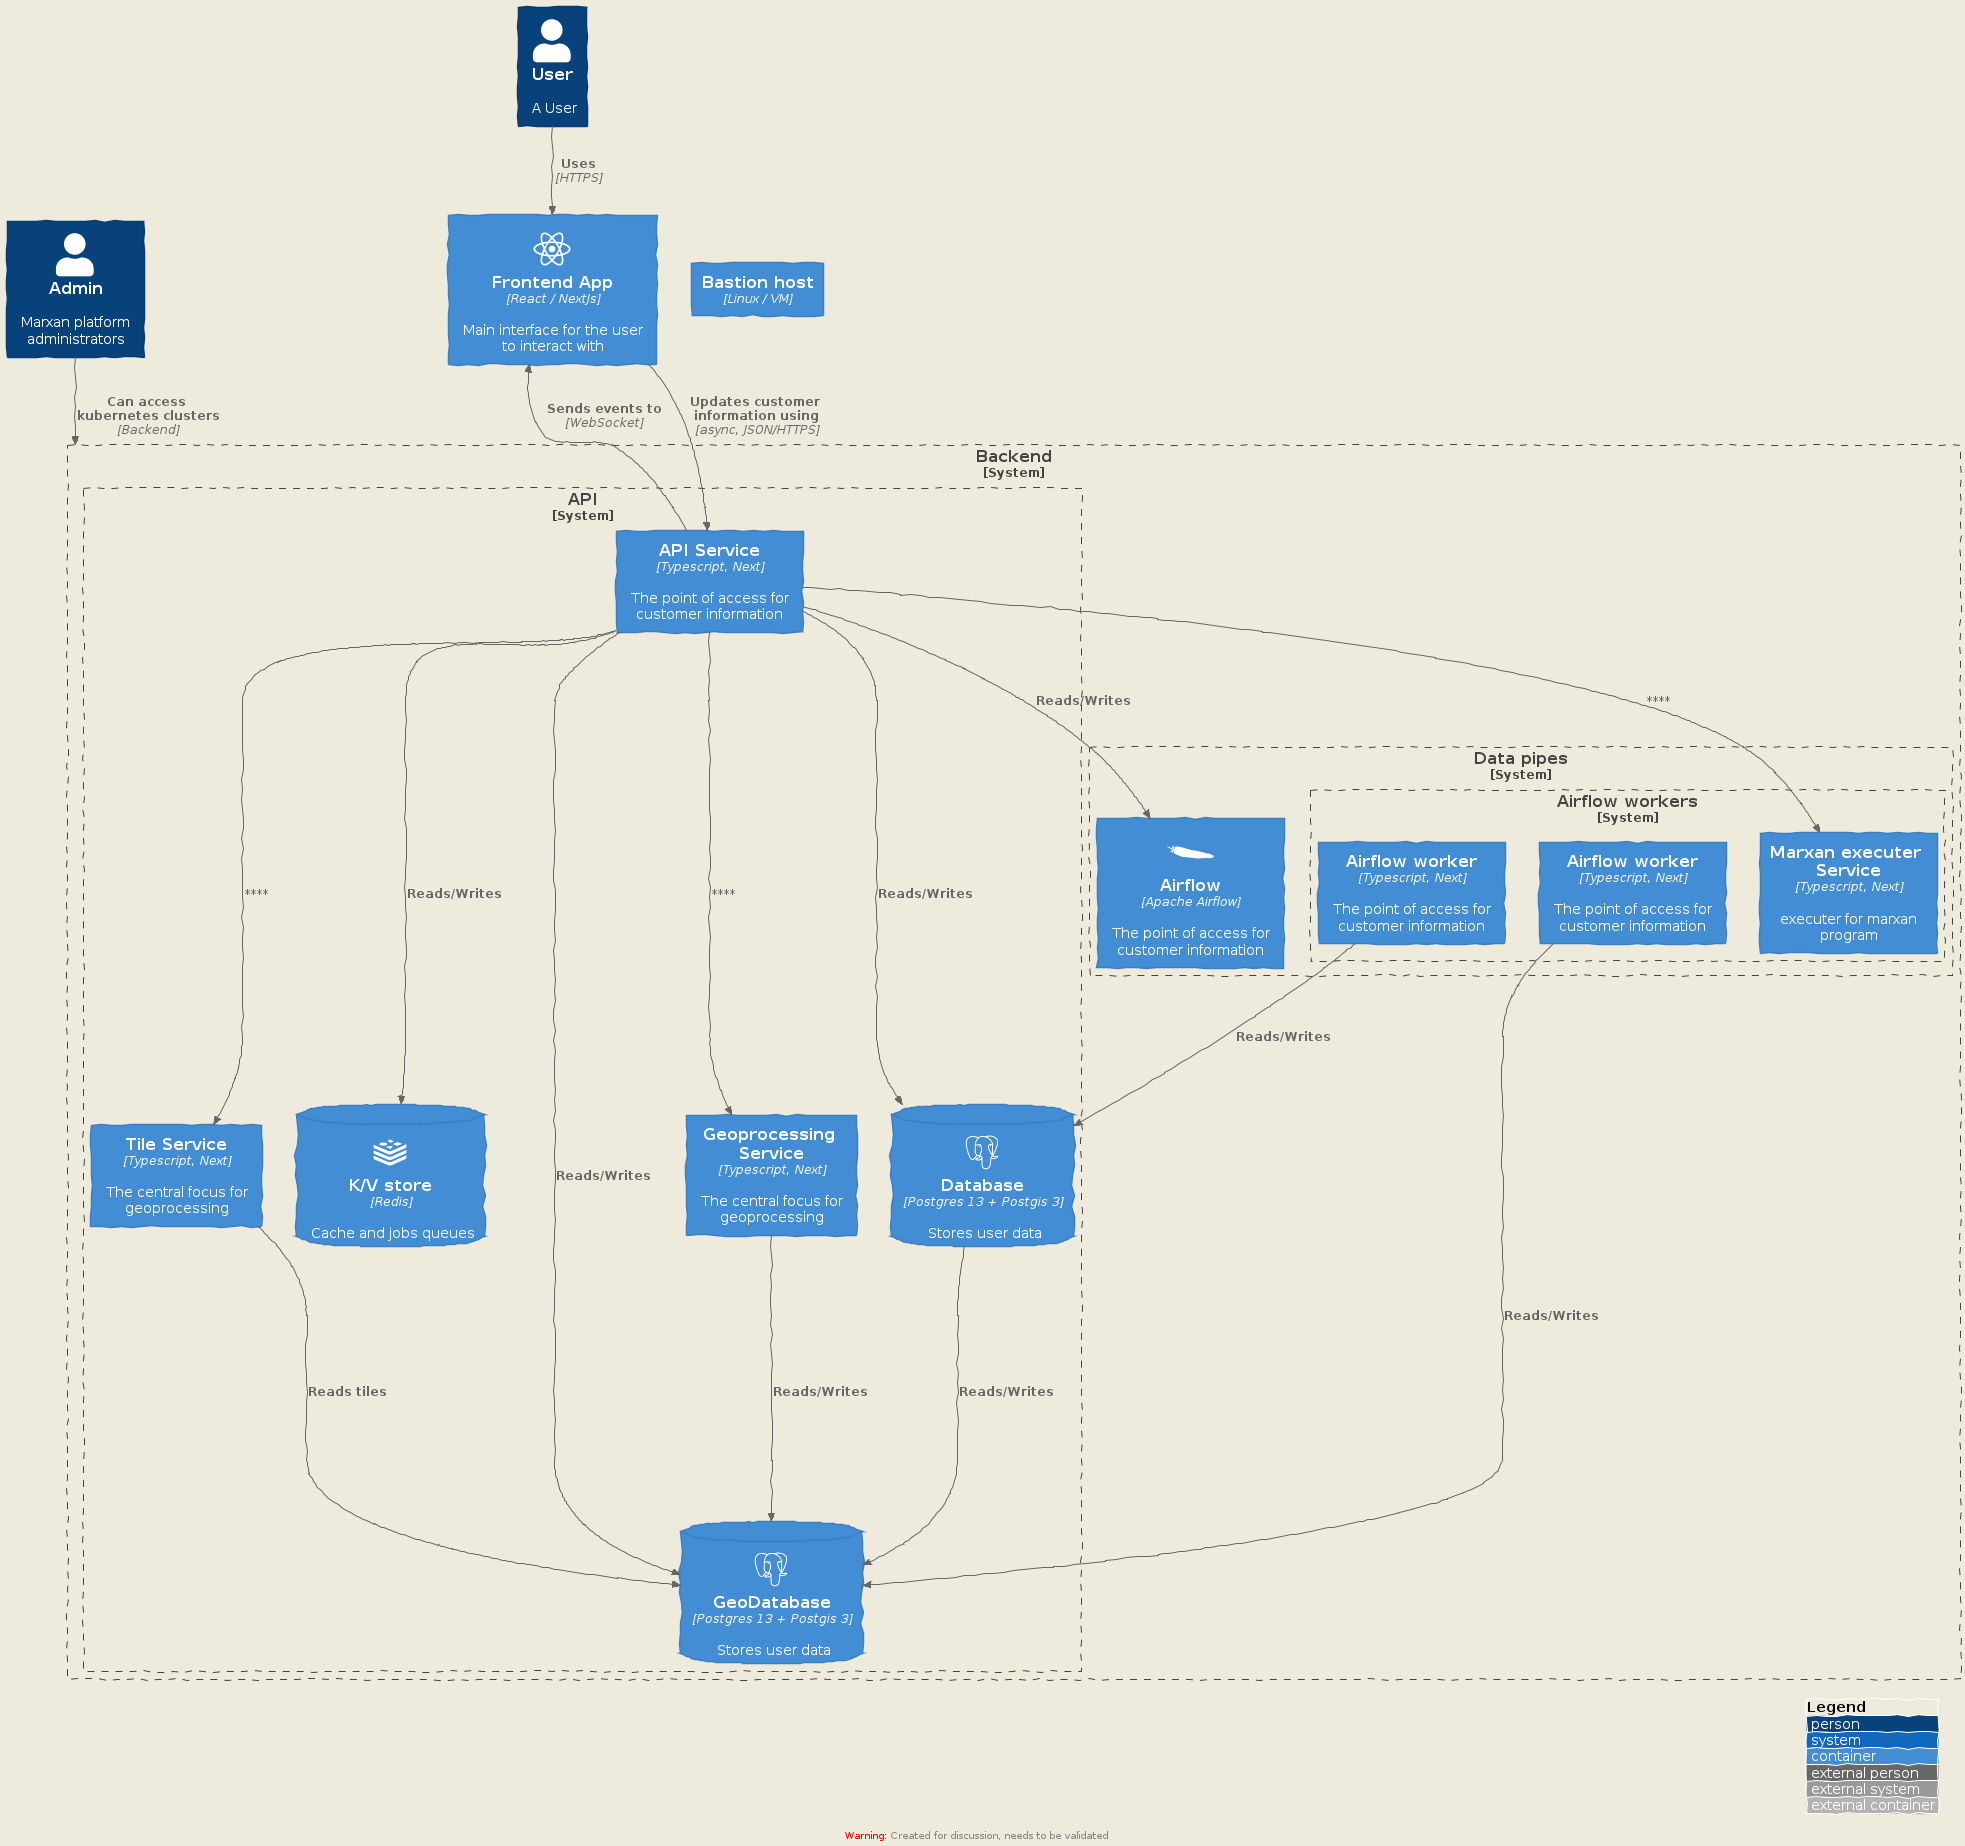 User
A User
Uses
[HTTPS]
Admin
Marxan platform
administrators
Frontend App
[React / NextJs]
Main interface for the user
to interact with
Bastion host
[Linux / VM]
Can access
kubernetes clusters
[Backend]
Sends events to
[WebSocket]
Updates customer
information using
[async, JSON/HTTPS]
Backend
[System]
API
[System]
API Service
[Typescript, Next]
The point of access for
customer information
Reads/Writes
****
Data pipes
[System]
Airflow workers
[System]
Airflow
[Apache Airflow]
The point of access for
customer information
Airflow worker
[Typescript, Next]
The point of access for
customer information
Airflow worker
[Typescript, Next]
The point of access for
customer information
Marxan executer
Service
[Typescript, Next]
executer for marxan
program
****
Reads/Writes
****
Reads/Writes
Reads/Writes
Tile Service
[Typescript, Next]
The central focus for
geoprocessing
K/V store
[Redis]
Cache and jobs queues
Reads/Writes
Geoprocessing
Service
[Typescript, Next]
The central focus for
geoprocessing
Database
[Postgres 13 + Postgis 3]
Stores user data
Reads/Writes
Reads tiles
Reads/Writes
Reads/Writes
GeoDatabase
[Postgres 13 + Postgis 3]
Stores user data
Legend
person
system
container
external person
external system
external container
Warning: Created for discussion, needs to be validated